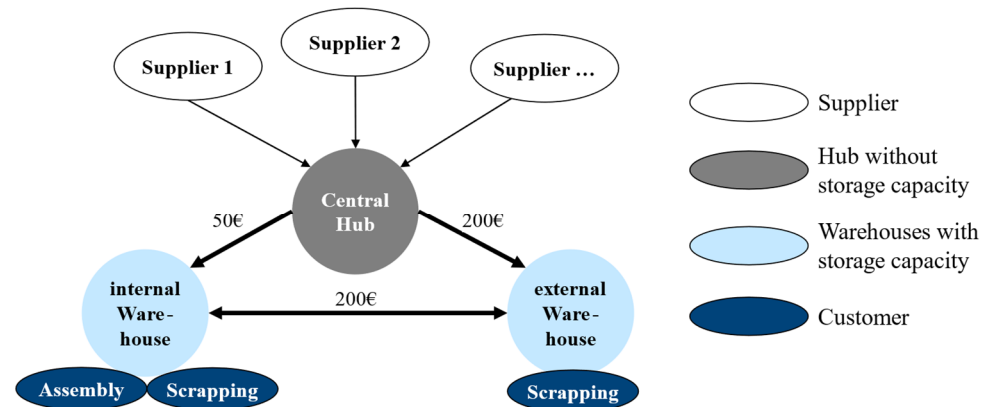 Supplier 1
Supplier 2
Supplier …
Central
Hub
50€
200€
internal
Ware-
house
200€
external
Ware-
house
Assembly
Scrapping
Scrapping
Supplier
Hub without
storage capacity
Warehouses with
storage capacity
Customer